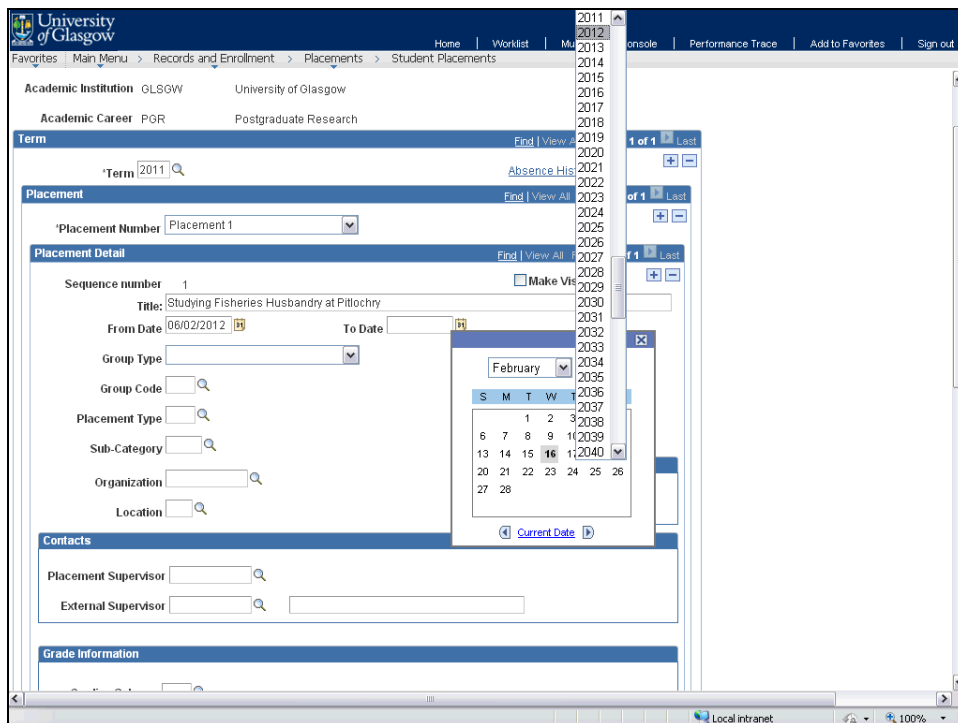 University
of Glasgow
Home | Worklist | Mu onsole | Performance Trace | Add to Favorites | Sign out
Favorites Main Menu > Records and Enrollment > Placements > Student Placements
Academic Institution GLSGW University of Glasgow
Academic Career PGR Postgraduate Research
Term Find | View A 1 of 1 Last
*Term 2011
Absence His
Placement Find | View All of 1 Last
*Placement Number Placement 1
Placement Detail Find | View All F f 1 Last
Sequence number 1 Make Vis
Title: Studying Fisheries Husbandry at Pitlochry
From Date 06/02/2012 To Date
Group Type
Group Code
Placement Type
Sub-Category
Organization
Location
2011
2012
2013
2014
2015
2016
2017
2018
2019
2020
2021
2022
2023
2024
2025
2026
2027
2028
2029
2030
2031
2032
2033
2034
2035
2036
2037
2038
2039
2040
February
S M T W T
1 2 3
6 7 8 9 10
13 14 15 16 17
20 21 22 23 24 25 26
27 28
Current Date
Contacts
Placement Supervisor
External Supervisor
Grade Information
Local intranet 100%